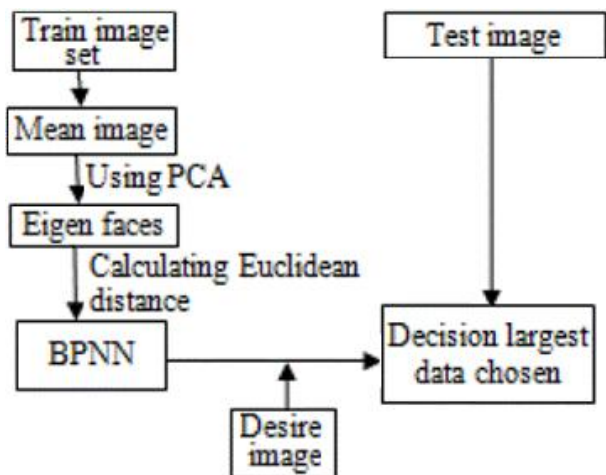 Train image
set
Test image
Mean image
Using PCA
Eigen faces
Calculating Euclidean
distance
BPNN
Decision largest
data chosen
Desire
image